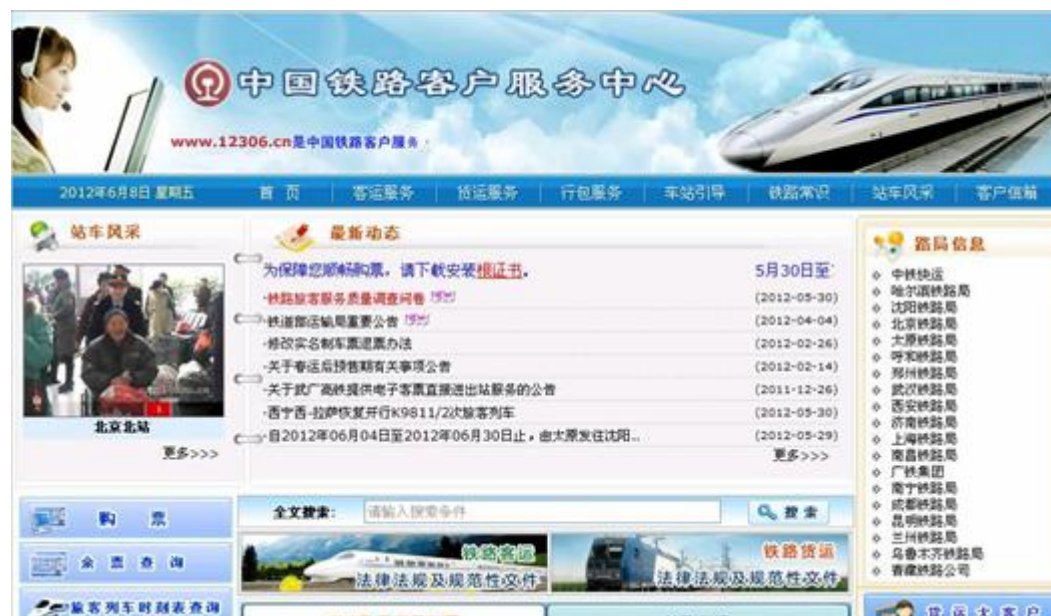 中国铁路客户服务中心
www.12306.cn是中国铁路客户服务
2012年6月8日 星期五 首 页 客运服务 货运服务 行包服务 车站引导 铁路常识 站车风采 客户信箱
站车风采
北京北站
更多>>>
最新动态
为保障您顺畅购票，请下载安装根证书。 5月30日至
·铁路旅客服务质量调查问卷 (2012-05-30)
·铁道部运输局重要公告 (2012-04-04)
·修改实名制车票退票办法 (2012-02-26)
·关于春运后预售期有关事项公告 (2012-02-14)
·关于武广高铁提供电子客票直接进出站服务的公告 (2011-12-26)
·西宁西-拉萨恢复开行K9811/2次旅客列车 (2012-05-30)
·自2012年06月04日至2012年06月30日止，由太原发往沈阳... (2012-05-29)
更多>>>
路局信息
中铁快运
哈尔滨铁路局
沈阳铁路局
北京铁路局
太原铁路局
呼和铁路局
郑州铁路局
武汉铁路局
西安铁路局
济南铁路局
上海铁路局
南昌铁路局
广铁集团
南宁铁路局
成都铁路局
昆明铁路局
兰州铁路局
乌鲁木齐铁路局
青藏铁路公司
购 票
余 票 查 询
旅客列车时刻表查询
全文搜索： 请输入搜索条件 搜 索
铁路客运
法律法规及规范性文件
铁路货运
法律法规及规范性文件
货 运 大 客 户